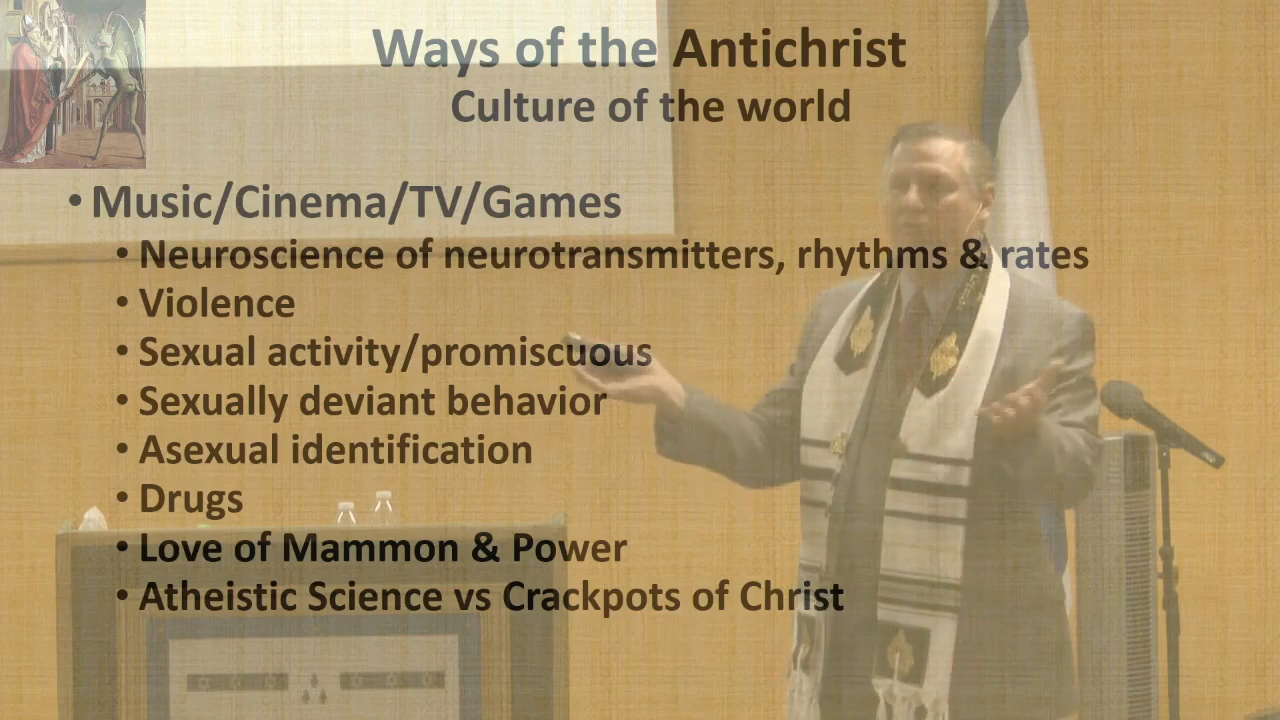 Ways of the Antichrist
Culture of the world
• Music/Cinema/TV/Games
• Neuroscience of neurotransmitters, rhythms & rates
• Violence
• Sexual activity/promiscuous
• Sexually deviant behavior
• Asexual identification
• Drugs
• Love of Mammon & Power
• Atheistic Science vs Crackpots of Christ